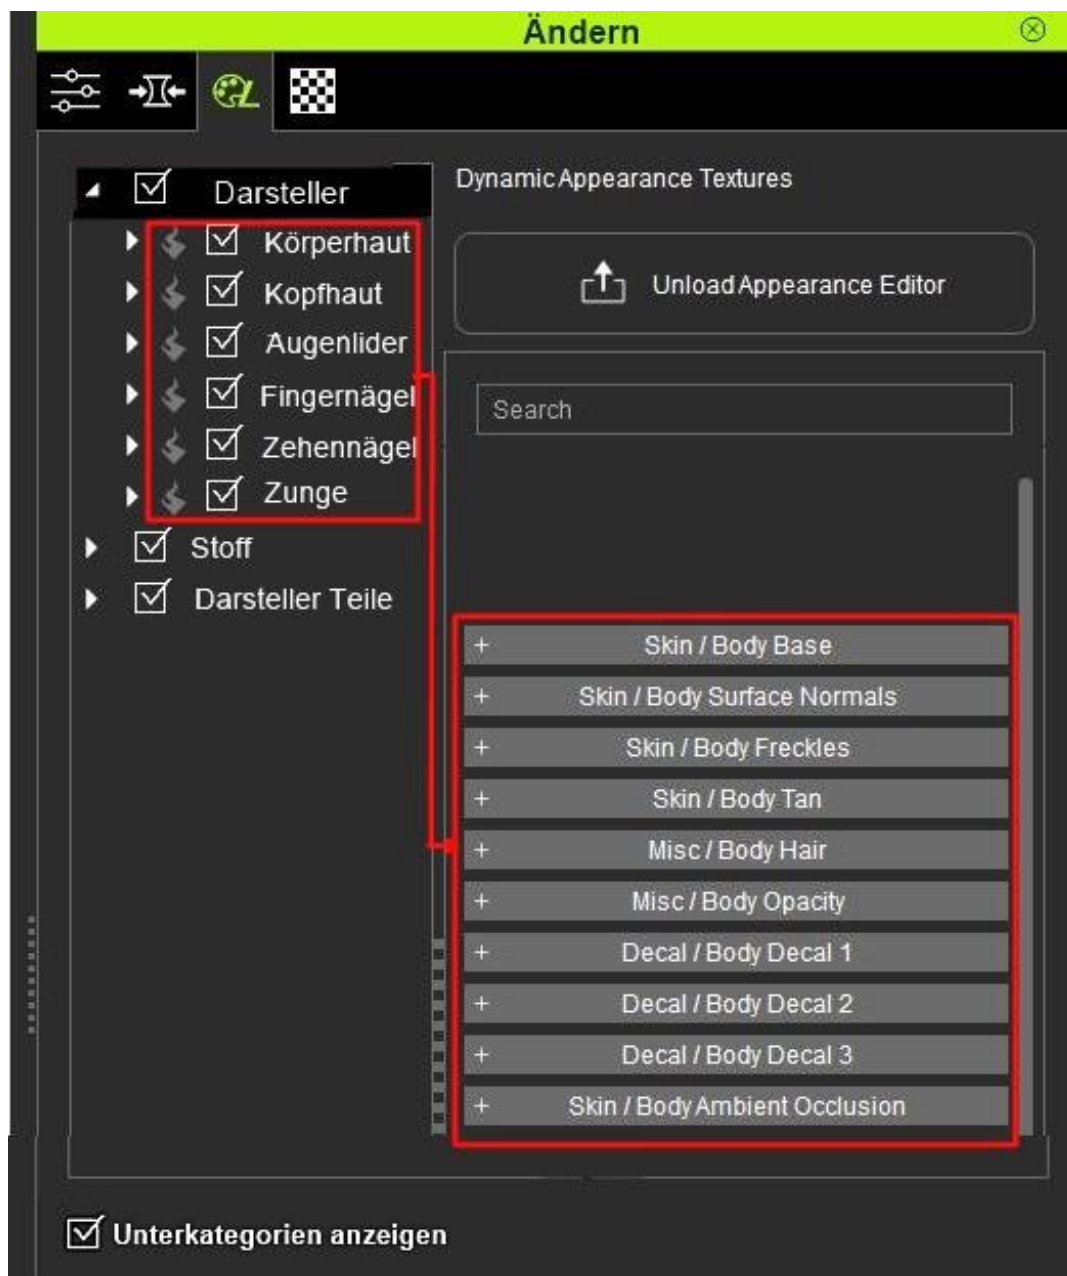 Ändern
Darsteller
Körperhaut
Kopfhaut
Augenlider
Fingernägel
Zehennägel
Zunge
Stoff
Darsteller Teile
Dynamic Appearance Textures
Unload Appearance Editor
Search
+ Skin / Body Base
+ Skin / Body Surface Normals
+ Skin / Body Freckles
+ Skin / Body Tan
+ Misc / Body Hair
+ Misc / Body Opacity
+ Decal / Body Decal 1
+ Decal / Body Decal 2
+ Decal / Body Decal 3
+ Skin / Body Ambient Occlusion
Unterkategorien anzeigen